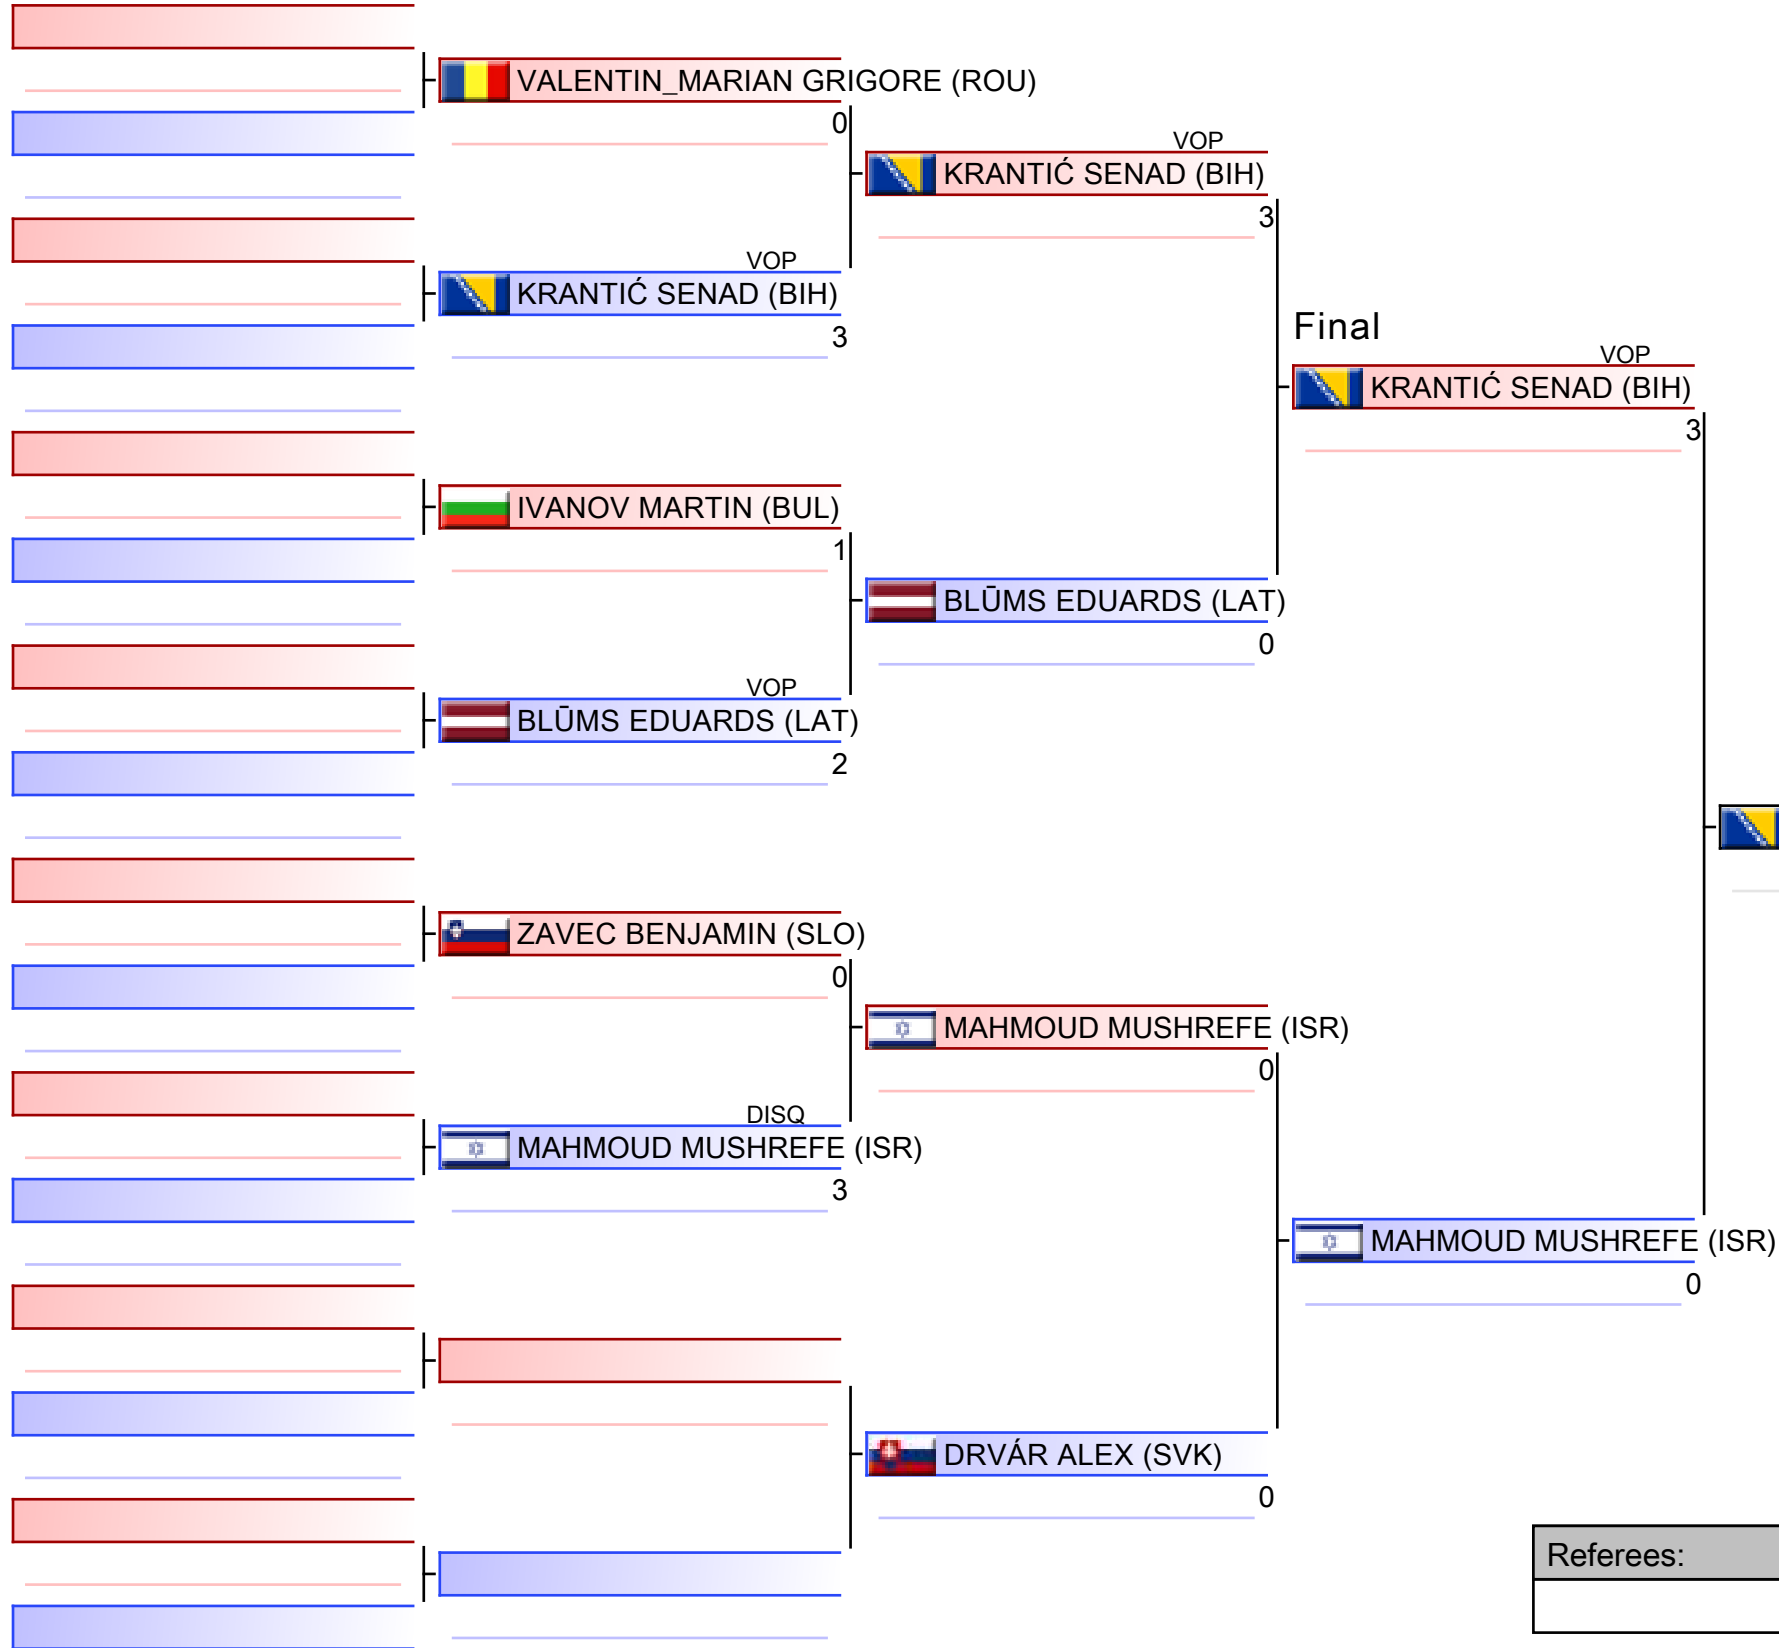 VALENTIN_MARIAN GRIGORE (ROU)
0
VOP
KRANTIĆ SENAD (BIH)
3
VOP
KRANTIĆ SENAD (BIH)
3
Final
VOP
KRANTIĆ SENAD (BIH)
3
IVANOV MARTIN (BUL)
1
BLŪMS EDUARDS (LAT)
0
VOP
BLŪMS EDUARDS (LAT)
2
ZAVEC BENJAMIN (SLO)
0
MAHMOUD MUSHREFE (ISR)
0
DISQ
MAHMOUD MUSHREFE (ISR)
3
MAHMOUD MUSHREFE (ISR)
0
DRVÁR ALEX (SVK)
0
Referees: